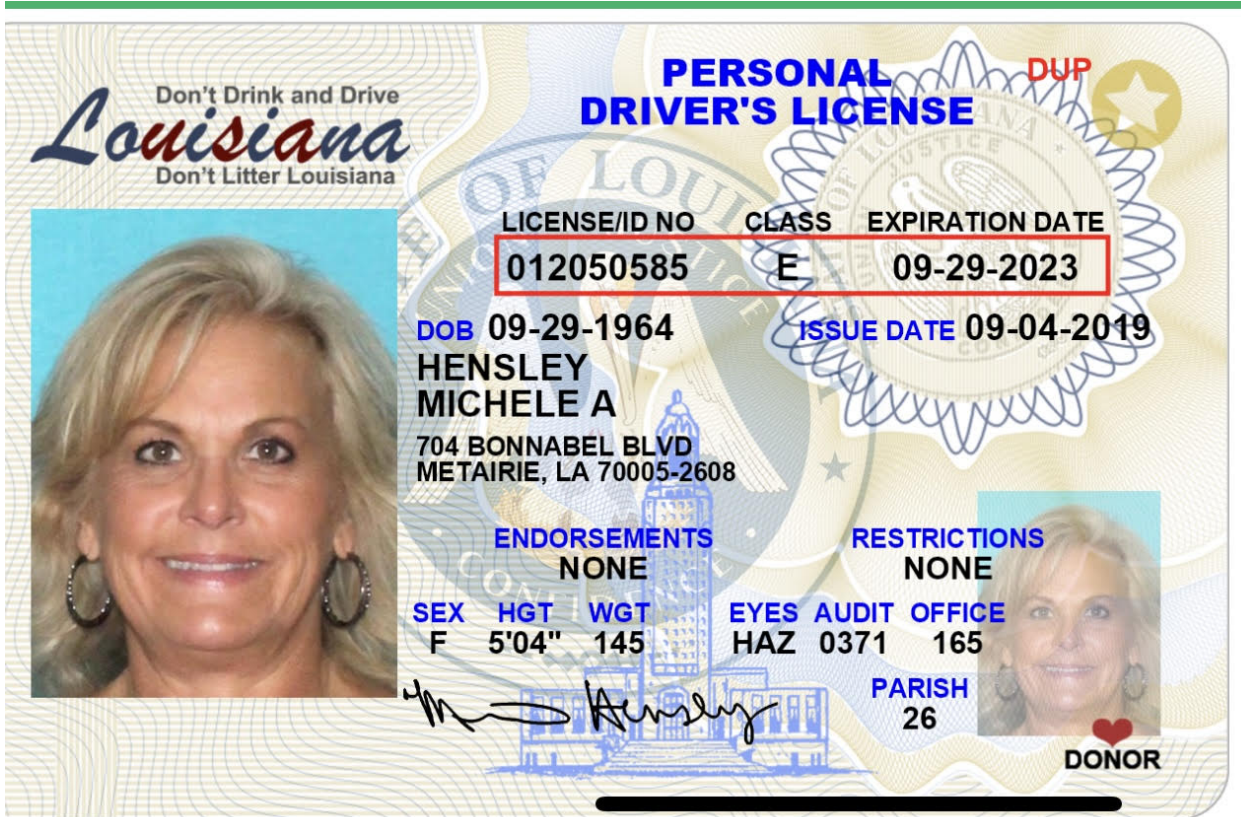 Don't Drink and Drive
Louisiana
Don't Litter Louisiana
PERSONAL DUP
DRIVER'S LICENSE
LICENSE/ID NO CLASS EXPIRATION DATE
012050585 E 09-29-2023
DOB 09-29-1964 ISSUE DATE 09-04-2019
HENSLEY
MICHELE A
704 BONNABEL BLVD
METAIRIE, LA 70005-2608
ENDORSEMENTS RESTRICTIONS
NONE NONE
SEX HGT WGT EYES AUDIT OFFICE
F 5'04" 145 HAZ 0371 165
PARISH
26
DONOR